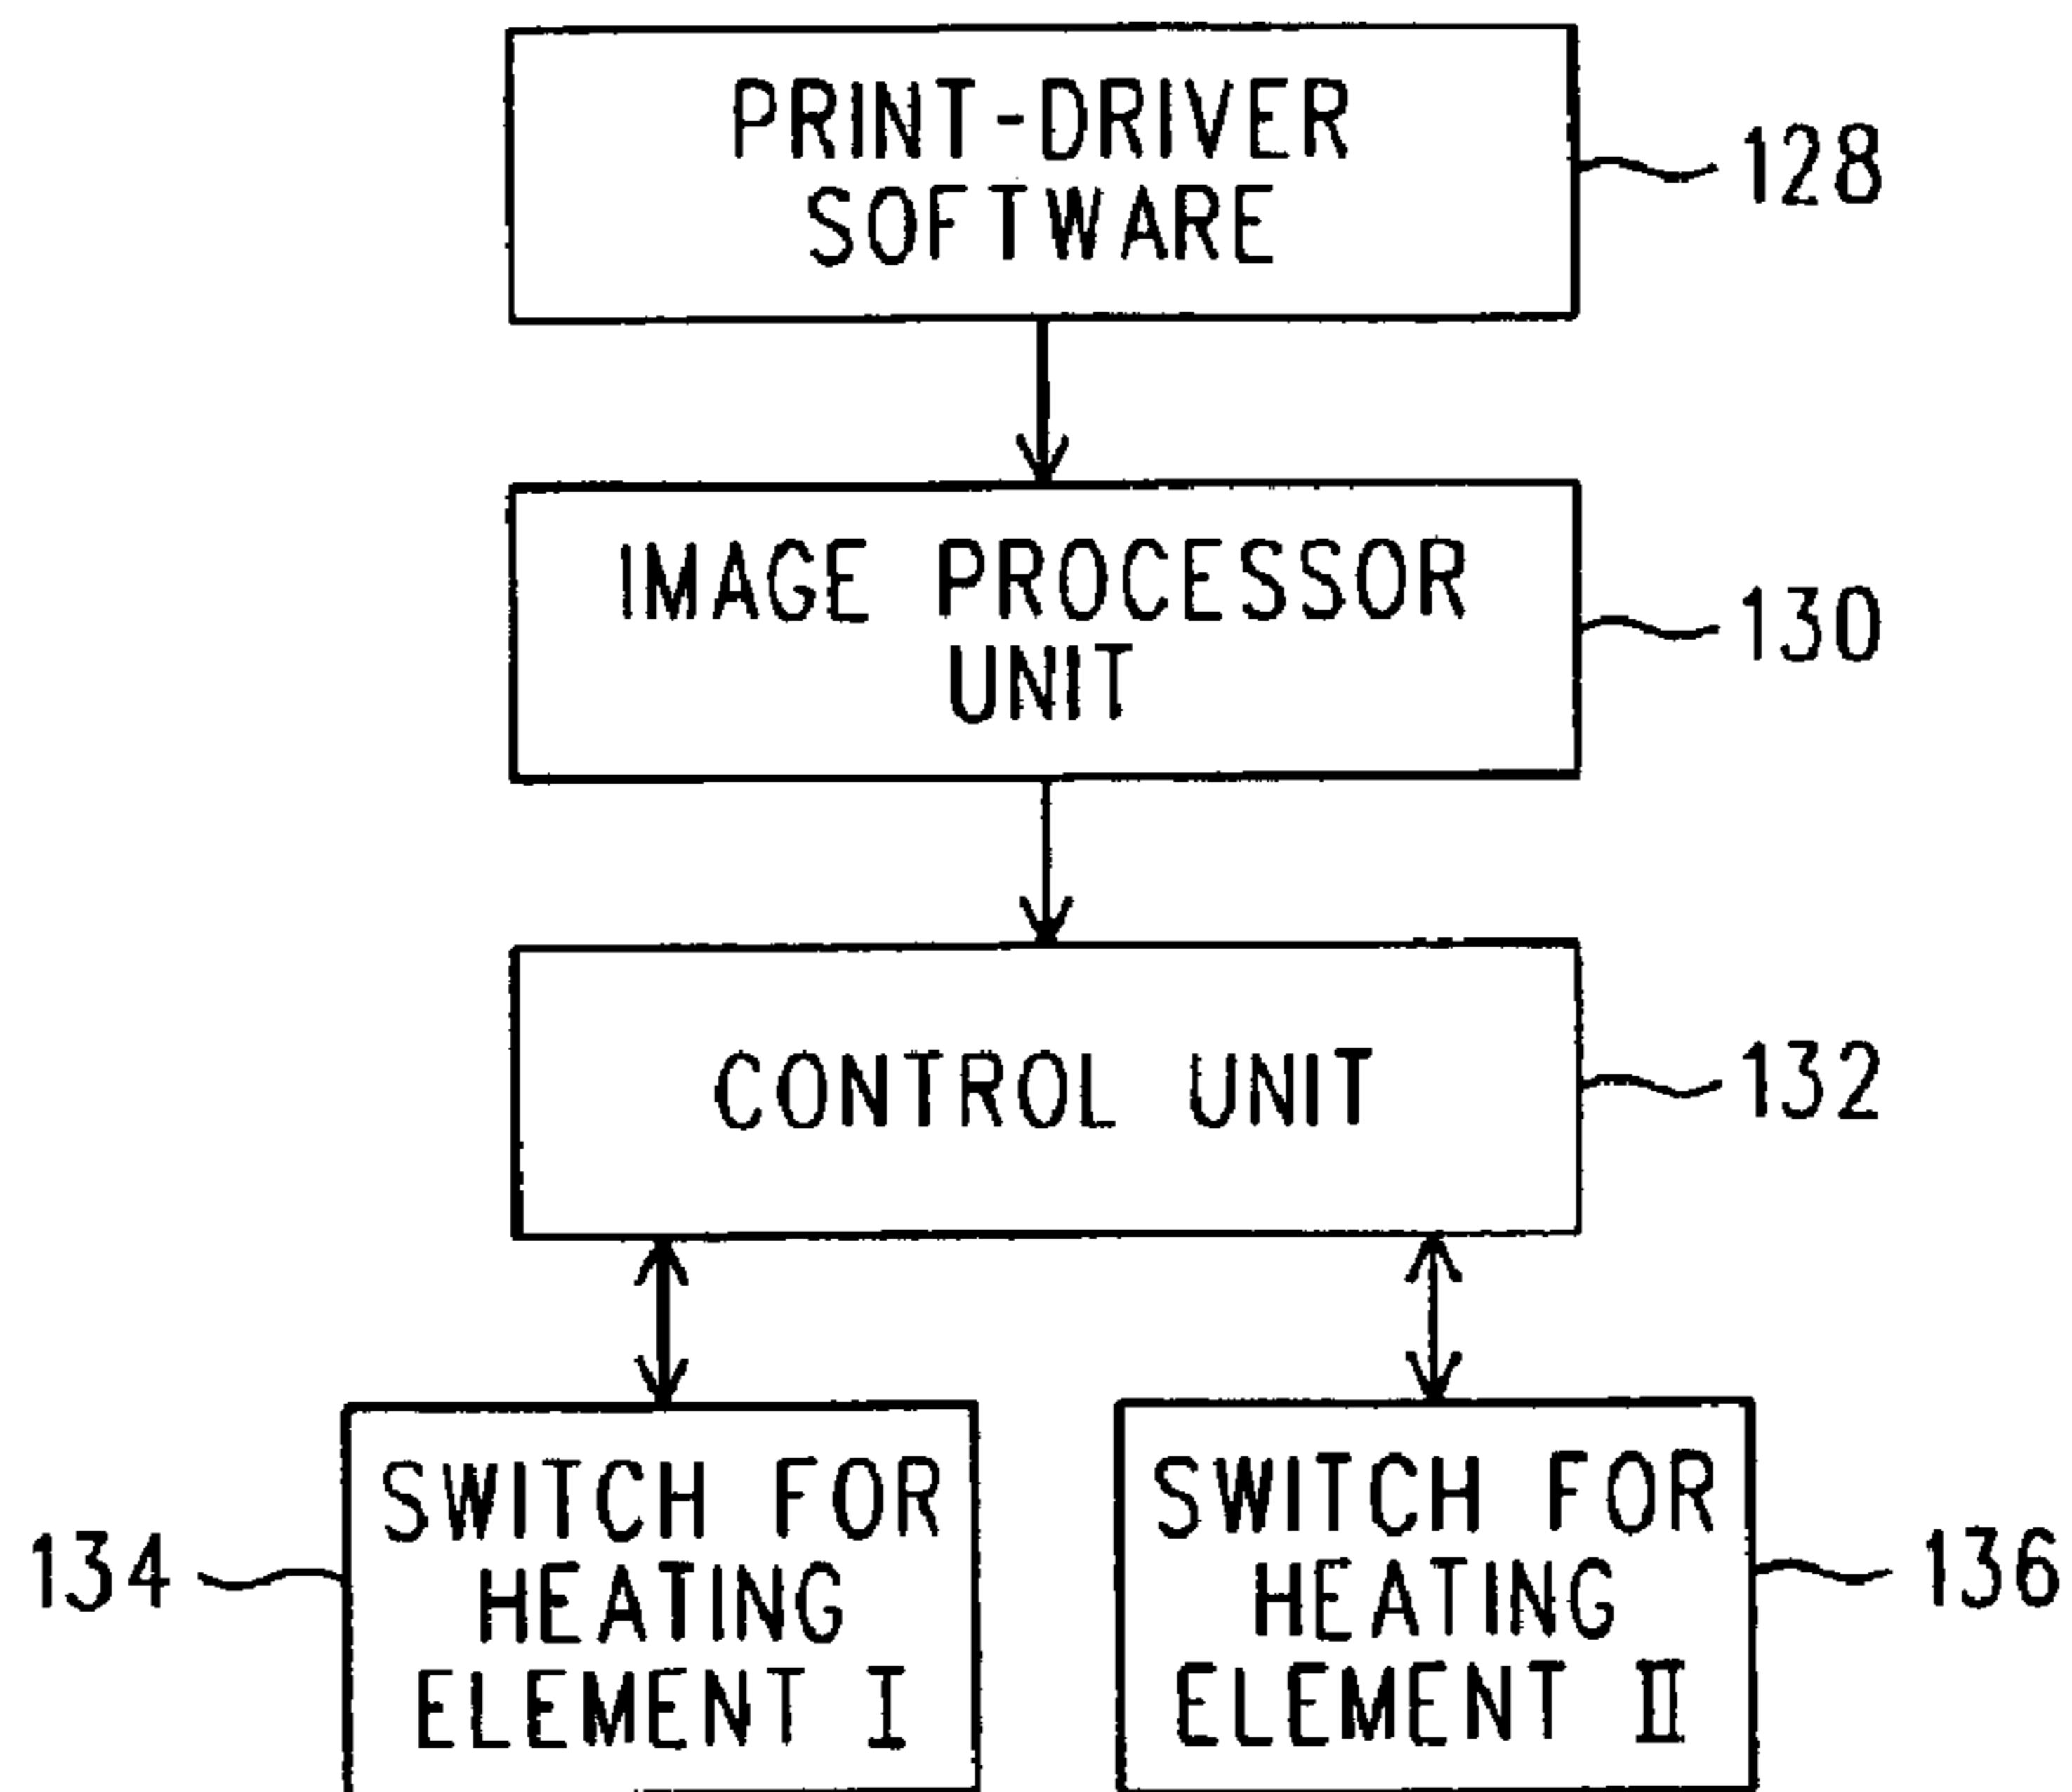 PRINT-DRIVER
SOFTWARE
128
IMAGE PROCESSOR
UNIT
130
CONTROL UNIT
132
134
SWITCH FOR
HEATING
ELEMENT I
SWITCH FOR
HEATING
ELEMENT II
136